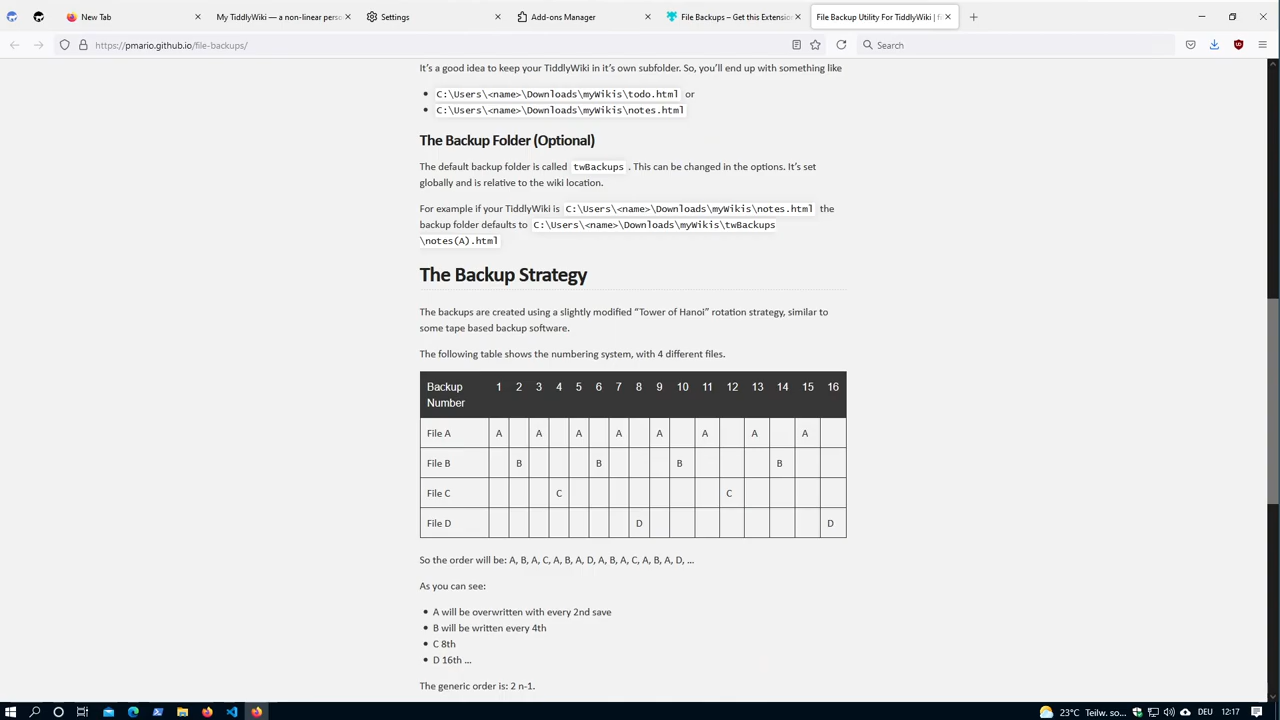 New Tab
My TiddlyWiki — a non-linear perso
Settings
Add-ons Manager
File Backups – Get this Extension
File Backup Utility For TiddlyWiki | fi
https://pmario.github.io/file-backups/
Search
It's a good idea to keep your TiddlyWiki in it's own subfolder. So, you'll end up with something like
C:\Users\<name>\Downloads\myWikis\todo.html or
C:\Users\<name>\Downloads\myWikis\notes.html
The Backup Folder (Optional)
The default backup folder is called twBackups . This can be changed in the options. It's set
globally and is relative to the wiki location.
For example if your TiddlyWiki is C:\Users\<name>\Downloads\myWikis\notes.html the
backup folder defaults to C:\Users\<name>\Downloads\myWikis\twBackups
\notes(A).html
The Backup Strategy
The backups are created using a slightly modified "Tower of Hanoi" rotation strategy, similar to
some tape based backup software.
The following table shows the numbering system, with 4 different files.
Backup Number 1 2 3 4 5 6 7 8 9 10 11 12 13 14 15 16
File A A A A A A A A A
File B B B B B
File C C C
File D D D
So the order will be: A, B, A, C, A, B, A, D, A, B, A, C, A, B, A, D, ...
As you can see:
A will be overwritten with every 2nd save
B will be written every 4th
C 8th
D 16th ...
The generic order is: 2 n-1.
23°C Teilw. so... DEU 12:17